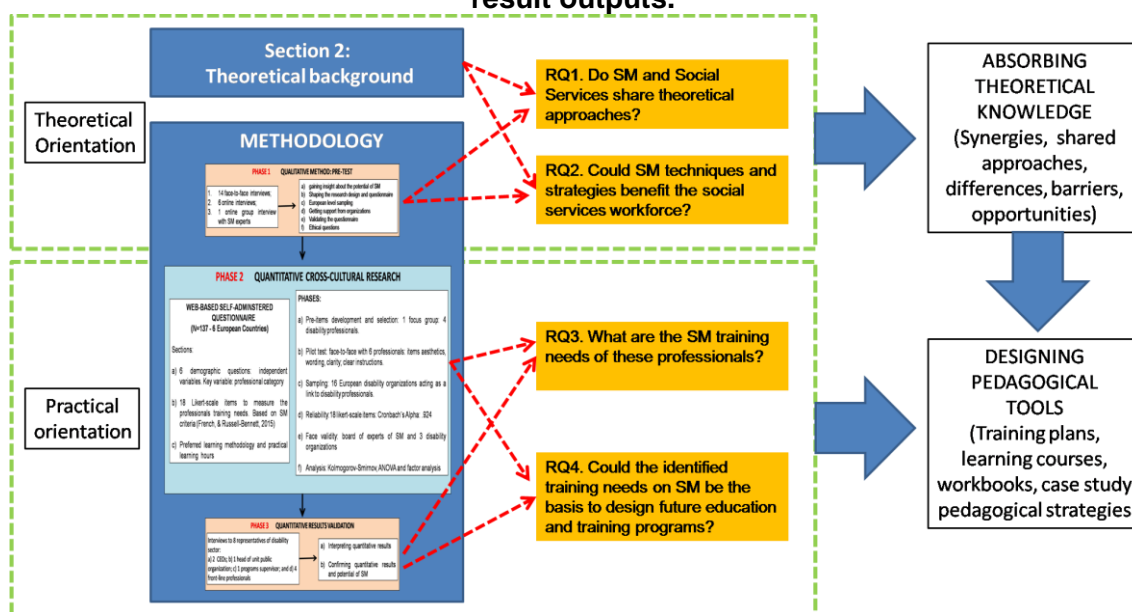 result outputs.
Section 2:
Theoretical background
Theoretical
Orientation
METHODOLOGY
PHASE 1 QUALITATIVE METHOD: PRE-TEST
1. 14 face-to-face interviews;
2. 6 online interviews;
3. 1 online group interview
with SM experts
a) gaining insight about the potential of SM
b) Shaping the research design and questionnaire
c) European level sampling
d) Getting support from organizations
e) Validating the questionnaire
f) Ethical questions
RQ1. Do SM and Social
Services share theoretical
approaches?
RQ2. Could SM techniques and
strategies benefit the social
services workforce?
ABSORBING
THEORETICAL
KNOWLEDGE
(Synergies, shared
approaches,
differences, barriers,
opportunities)
Practical
orientation
PHASE 2 QUANTITATIVE CROSS-CULTURAL RESEARCH
WEB-BASED SELF-ADMINSTERED
QUESTIONNAIRE
(N=137 - 6 European Countries)
Sections:
a) 6 demographic questions: independent
variables. Key variable: professional category
b) 18 Likert-scale items to measure the
professionals training needs. Based on SM
criteria (French, & Russell-Bennett, 2015)
c) Preferred learning methodology and practical
learning hours
PHASES:
a) Pre-items development and selection: 1 focus group: 4
disability professionals.
b) Pilot test: face-to-face with 6 professionals: items aesthetics,
wording, clarity, clear instructions.
c) Sampling: 16 European disability organizations acting as a
link to disability professionals.
d) Reliability 18 likert-scale items: Cronbach's Alpha: .924
e) Face validity: board of experts of SM and 3 disability
organizations
f) Analysis: Kolmogorov-Smirnov, ANOVA and factor analysis
PHASE 3 QUANTITATIVE RESULTS VALIDATION
Interviews to 8 representatives of disability
sector:
a) 2 CEOs; b) 1 head of unit public
organization; c) 1 programs supervisor; and d) 4
front-line professionals
a) Interpreting quantitative results
b) Confirming quantitative results
and potential of SM
RQ3. What are the SM training
needs of these professionals?
RQ4. Could the identified
training needs on SM be the
basis to design future education
and training programs?
DESIGNING
PEDAGOGICAL
TOOLS
(Training plans,
learning courses,
workbooks, case study,
pedagogical strategies)